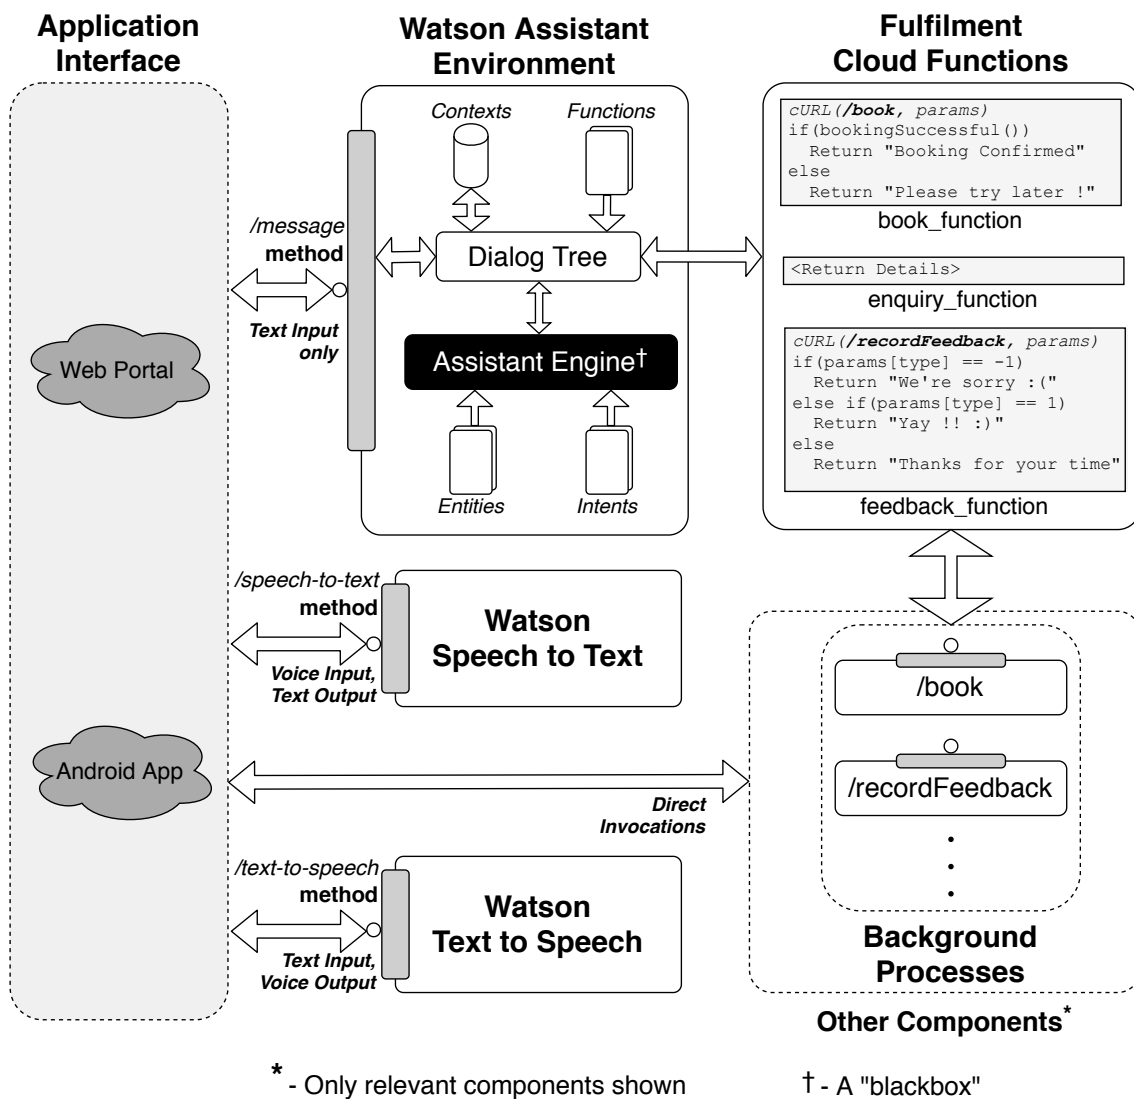 Application
Interface
Web Portal
Android App
Watson Assistant
Environment
Contexts
Functions
/message
method
Text Input
only
Dialog Tree
Assistant Engine†
Entities
Intents
/speech-to-text
method
Voice Input,
Text Output
Watson
Speech to Text
Direct
Invocations
/text-to-speech
method
Text Input,
Voice Output
Watson
Text to Speech
Fulfilment
Cloud Functions
cURL(/book, params)
if(bookingSuccessful())
  Return "Booking Confirmed"
else
  Return "Please try later !"
book_function
<Return Details>
enquiry_function
cURL(/recordFeedback, params)
if(params[type] == -1)
  Return "We're sorry :("
else if(params[type] == 1)
  Return "Yay !! :)"
else
  Return "Thanks for your time"
feedback_function
/book
/recordFeedback
Background
Processes
Other Components*
* - Only relevant components shown
† - A "blackbox"